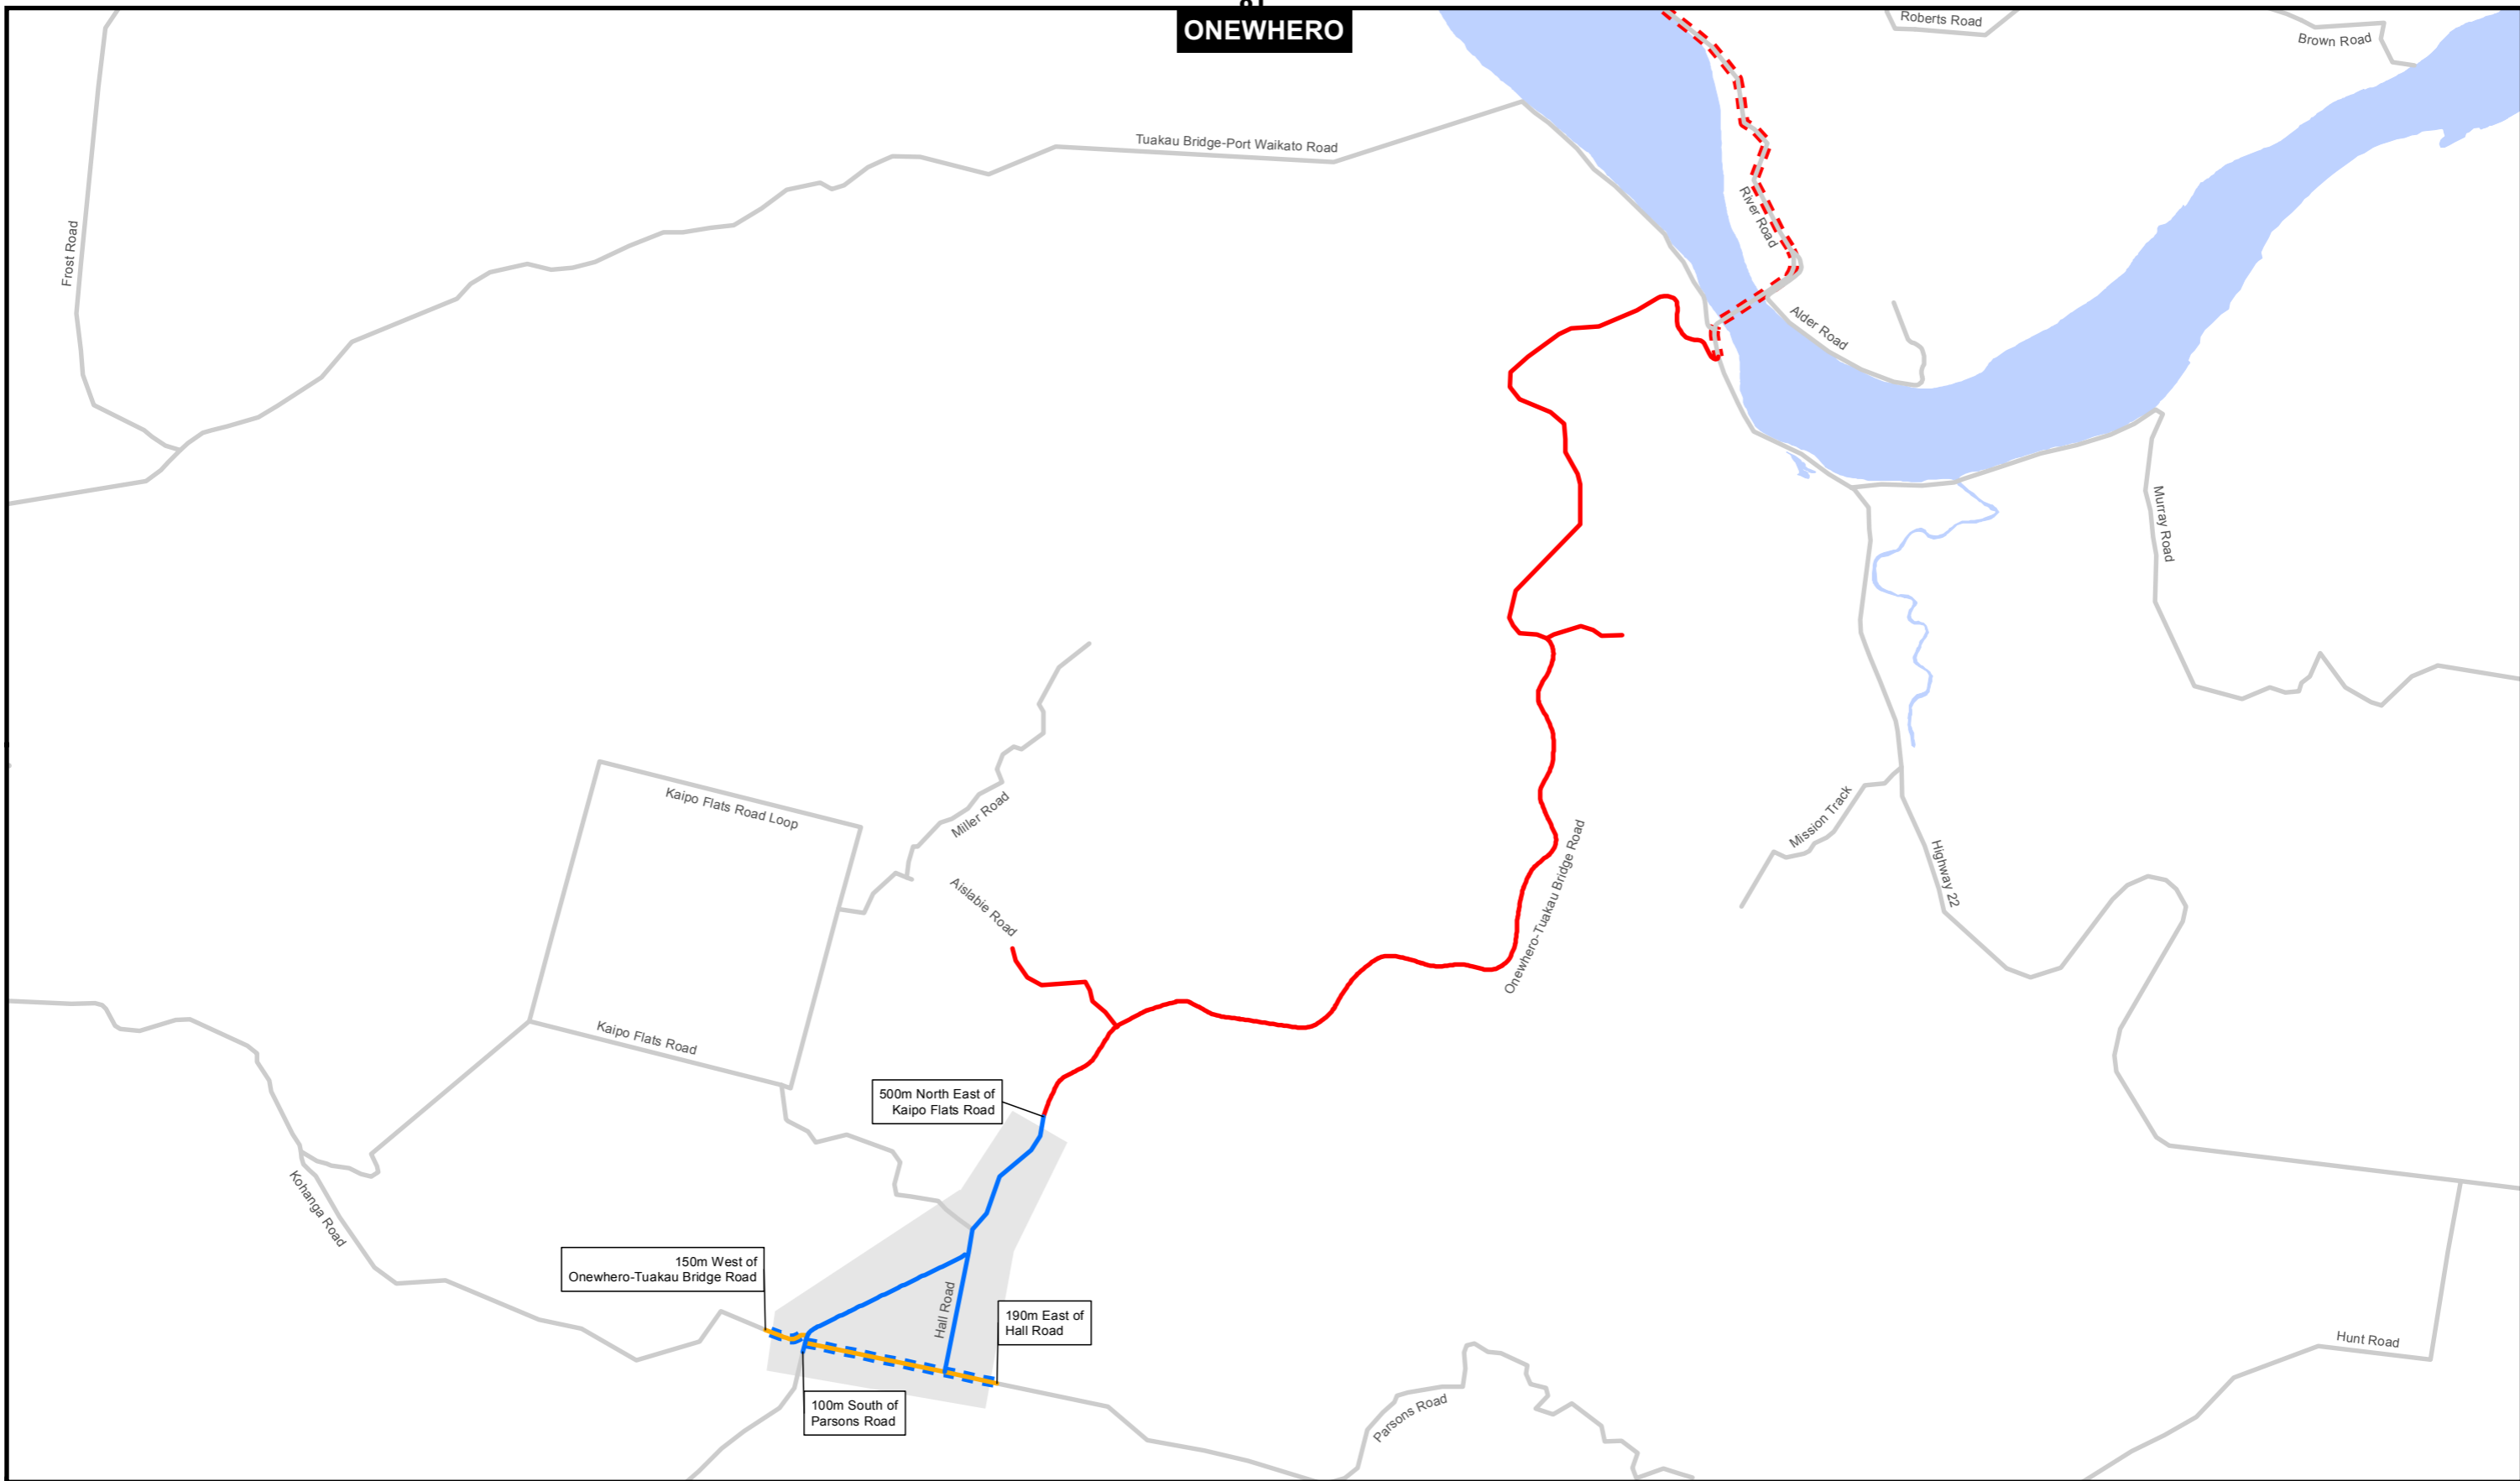 ONEWHERO
Roberts Road
Brown Road
Tuakau Bridge-Port Waikato Road
Frost Road
River Road
Alder Road
Murray Road
Kaipo Flats Road Loop
Miller Road
Mission Track
Aislabie Road
Onewhero-Tuakau Bridge Road
Highway 22
Kaipo Flats Road
500m North East of
Kaipo Flats Road
Kohanga Road
150m West of
Onewhero-Tuakau Bridge Road
Hall Road
190m East of
Hall Road
Hunt Road
100m South of
Parsons Road
Parsons Road